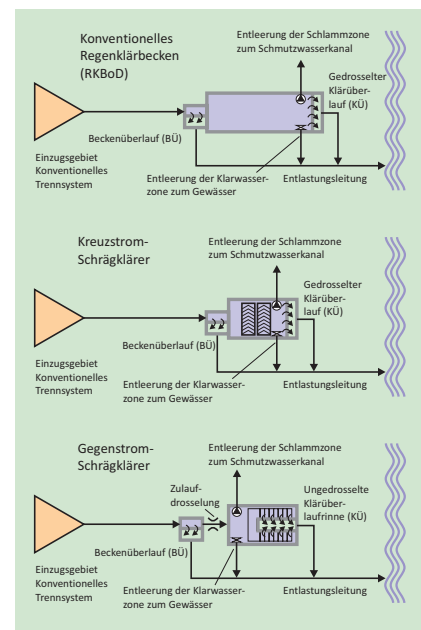 Konventionelles
Regenklärbecken
(RKBoD)
Entleerung der Schlammzone
zum Schmutzwasserkanal
Gedrosselter
Klärüber-
lauf (KÜ)
Beckenüberlauf (BÜ)
Einzugsgebiet
Konventionelles
Trennsystem
Entleerung der Klarwasser-
zone zum Gewässer
Entlastungsleitung
Kreuzstrom-
Schrägklärer
Entleerung der Schlammzone
zum Schmutzwasserkanal
Gedrosselter
Klärüber-
lauf (KÜ)
Beckenüberlauf (BÜ)
Einzugsgebiet
Konventionelles
Trennsystem
Entleerung der Klarwasser-
zone zum Gewässer
Entlastungsleitung
Gegenstrom-
Schrägklärer
Entleerung der Schlammzone
zum Schmutzwasserkanal
Zulauf-
drosselung
Ungedrosselte
Klärüber-
laufrinne (KÜ)
Beckenüberlauf (BÜ)
Einzugsgebiet
Konventionelles
Trennsystem
Entleerung der Klarwasser-
zone zum Gewässer
Entlastungsleitung